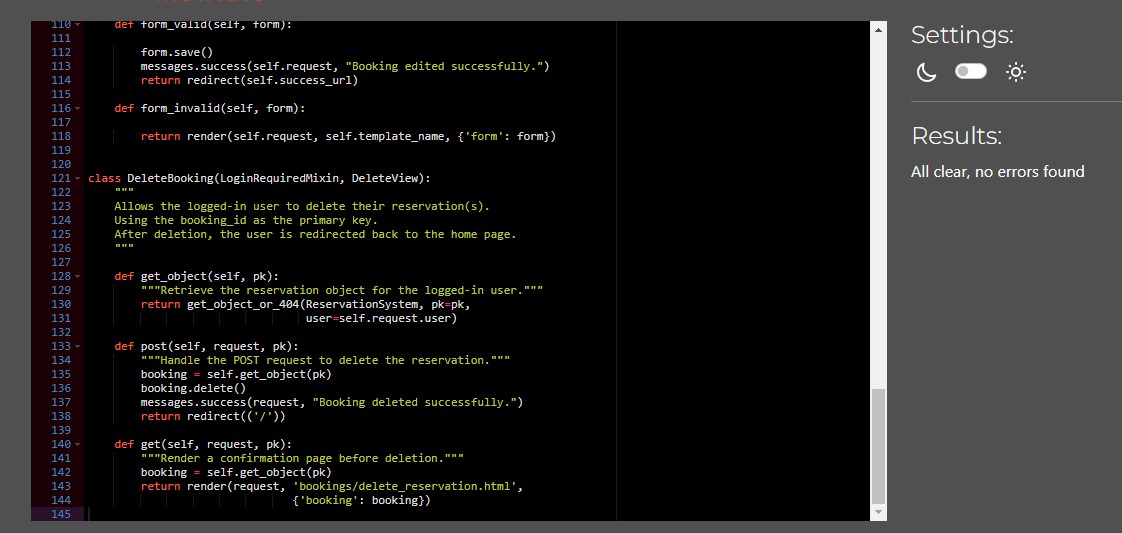 110 def form_valid(self, form):
111
112 form.save()
113 messages.success(self.request, "Booking edited successfully.")
114 return redirect(self.success_url)
115
116 def form_invalid(self, form):
117
118 return render(self.request, self.template_name, {'form': form})
119
120
121 class DeleteBooking(LoginRequiredMixin, DeleteView):
122 """
123 Allows the logged-in user to delete their reservation(s).
124 Using the booking_id as the primary key.
125 After deletion, the user is redirected back to the home page.
126 """
127
128 def get_object(self, pk):
129 """Retrieve the reservation object for the logged-in user."""
130 return get_object_or_404(ReservationSystem, pk=pk,
131 user=self.request.user)
132
133 def post(self, request, pk):
134 """Handle the POST request to delete the reservation."""
135 booking = self.get_object(pk)
136 booking.delete()
137 messages.success(request, "Booking deleted successfully.")
138 return redirect(('/'))
139
140 def get(self, request, pk):
141 """Render a confirmation page before deletion."""
142 booking = self.get_object(pk)
143 return render(request, 'bookings/delete_reservation.html',
144 {'booking': booking})
145
Settings:
Results:
All clear, no errors found